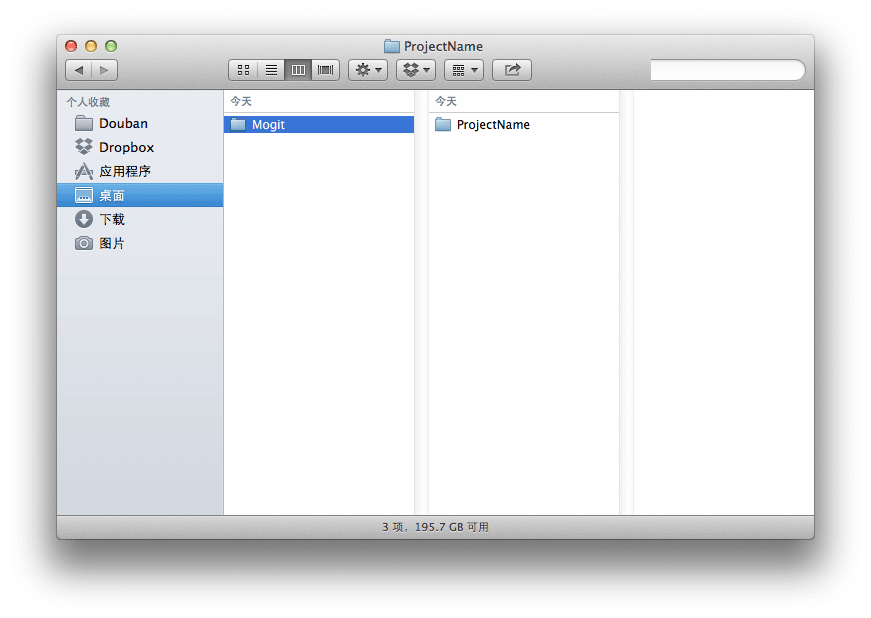 ProjectName
个人收藏
Douban
Dropbox
应用程序
桌面
下载
图片
今天
Mogit
今天
ProjectName
3 项，195.7 GB 可用